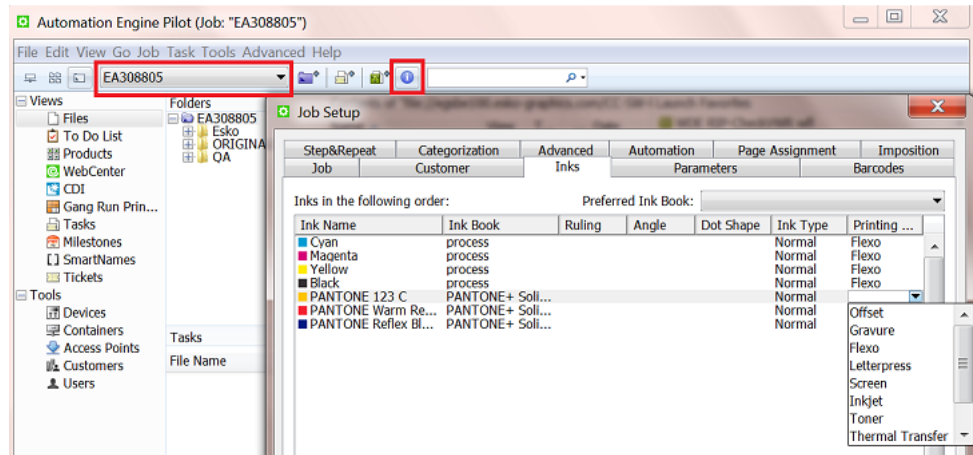 Automation Engine Pilot (Job: "EA308805")
File Edit View Go Job Task Tools Advanced Help
EA308805
Views
Files
To Do List
Products
WebCenter
CDI
Gang Run Prin...
Tasks
Milestones
SmartNames
Tickets
Tools
Devices
Containers
Access Points
Customers
Users
Folders
EA308805
Esko
ORIGINA
QA
Tasks
File Name
Job Setup
Step&Repeat Categorization Advanced Automation Page Assignment Imposition
Job Customer Inks Parameters Barcodes
Inks in the following order: Preferred Ink Book:
Ink Name Ink Book Ruling Angle Dot Shape Ink Type Printing ...
Cyan process Normal Flexo
Magenta process Normal Flexo
Yellow process Normal Flexo
Black process Normal Flexo
PANTONE 123 C PANTONE+ Soli... Normal
PANTONE Warm Re... PANTONE+ Soli... Normal
PANTONE Reflex Bl... PANTONE+ Soli... Normal
Offset
Gravure
Flexo
Letterpress
Screen
Inkjet
Toner
Thermal Transfer